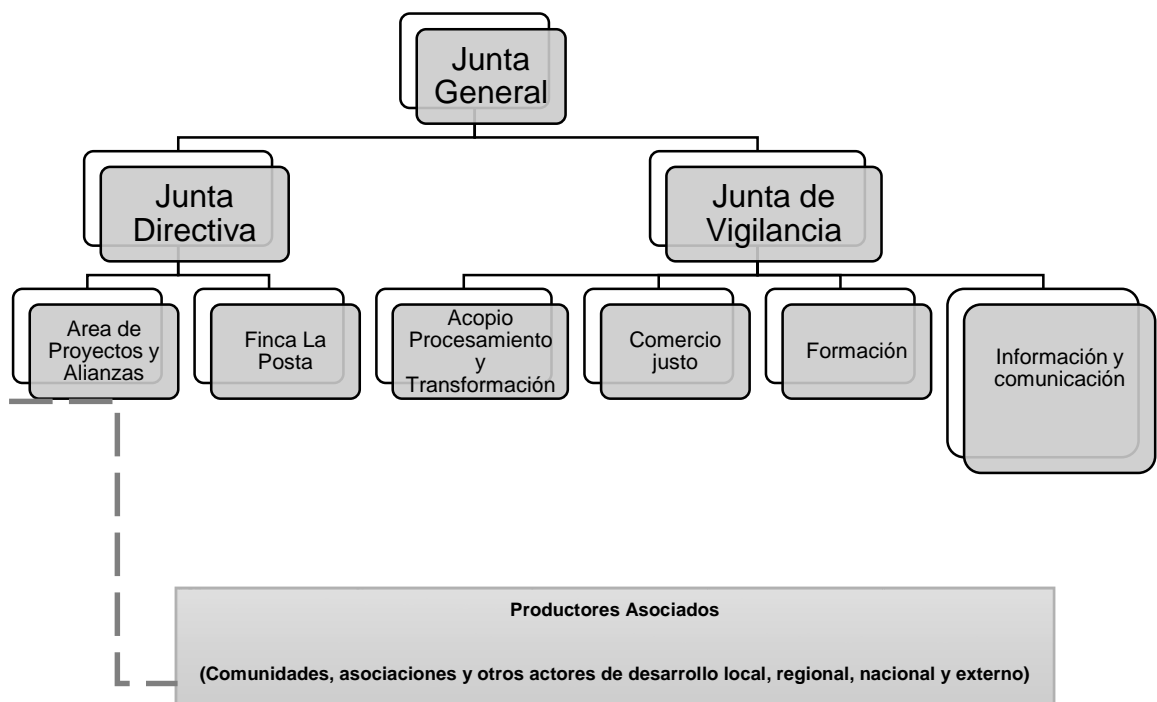 Junta
General
Junta
Directiva
Junta de
Vigilancia
Area de
Proyectos y
Alianzas
Finca La
Posta
Acopio
Procesamiento
y
Transformación
Comercio
justo
Formación
Información y
comunicación
Productores Asociados
(Comunidades, asociaciones y otros actores de desarrollo local, regional, nacional y externo)